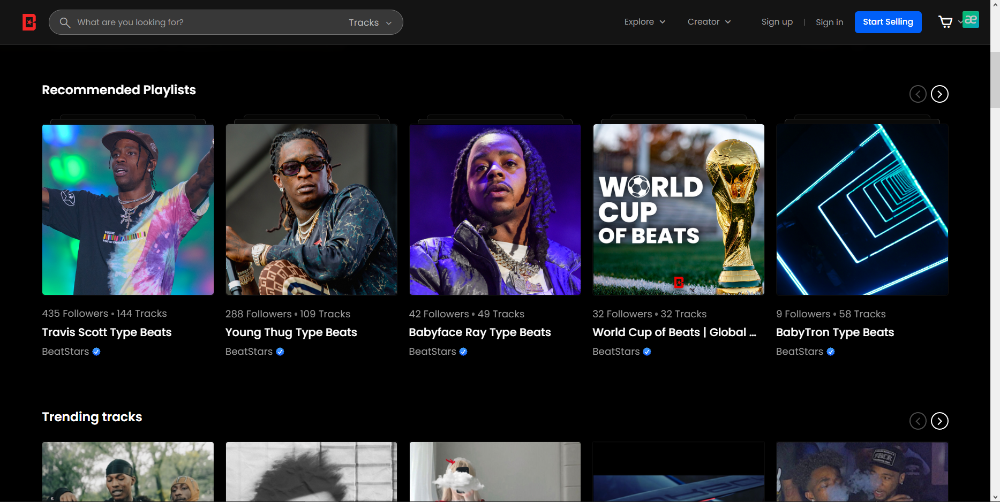 What are you looking for?
Tracks
Explore
Creator
Sign up
Sign in
Start Selling
æ
Recommended Playlists
WORLD
CUP
OF BEATS
435 Followers • 144 Tracks
Travis Scott Type Beats
BeatStars
288 Followers • 109 Tracks
Young Thug Type Beats
BeatStars
42 Followers • 49 Tracks
Babyface Ray Type Beats
BeatStars
32 Followers • 32 Tracks
World Cup of Beats | Global ...
BeatStars
9 Followers • 58 Tracks
BabyTron Type Beats
BeatStars
Trending tracks